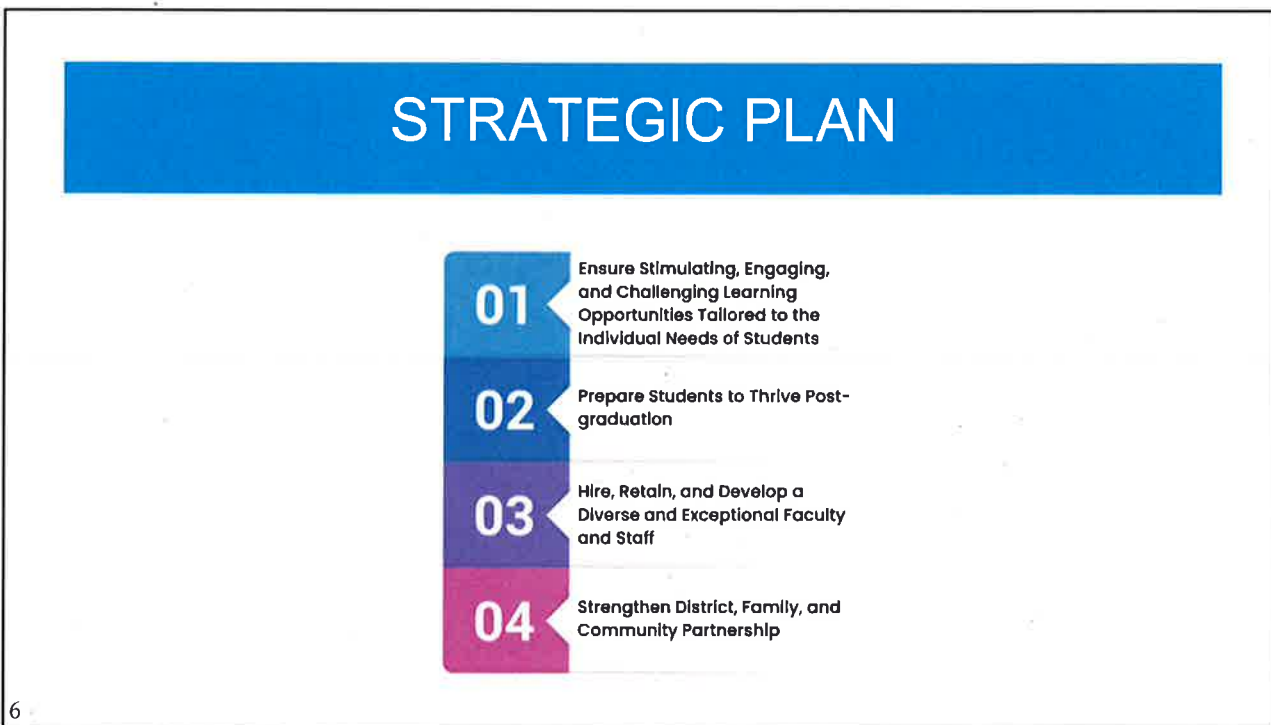 STRATEGIC PLAN
01
Ensure Stimulating, Engaging,
and Challenging Learning
Opportunities Tailored to the
Individual Needs of Students
02
Prepare Students to Thrive Post-
graduation
03
Hire, Retain, and Develop a
Diverse and Exceptional Faculty
and Staff
04
Strengthen District, Family, and
Community Partnership
6